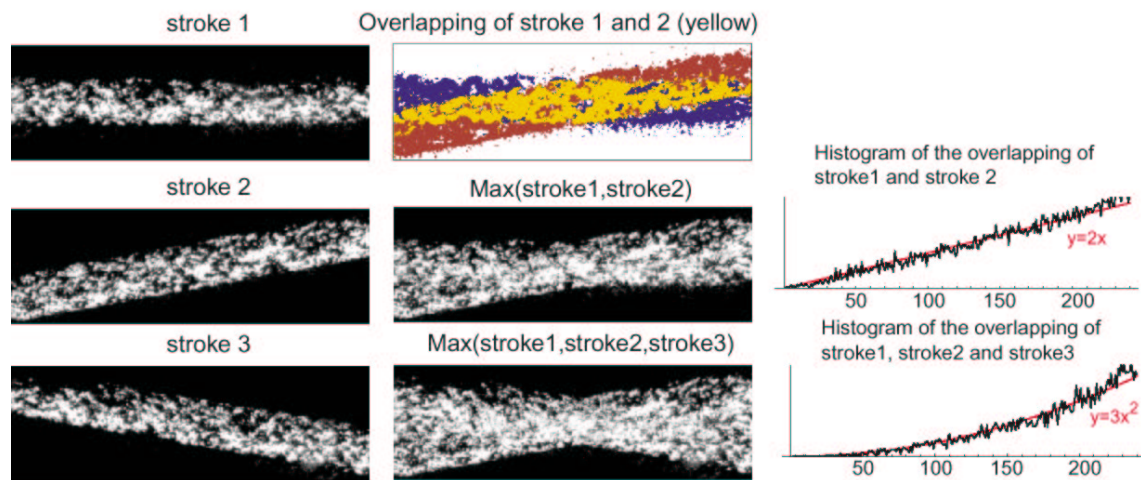 stroke 1
Overlapping of stroke 1 and 2 (yellow)
stroke 2
Max(stroke1,stroke2)
Histogram of the overlapping of
stroke1 and stroke 2
y=2x
50 100 150 200
stroke 3
Max(stroke1,stroke2,stroke3)
Histogram of the overlapping of
stroke1, stroke2 and stroke3
y=3x²
50 100 150 200